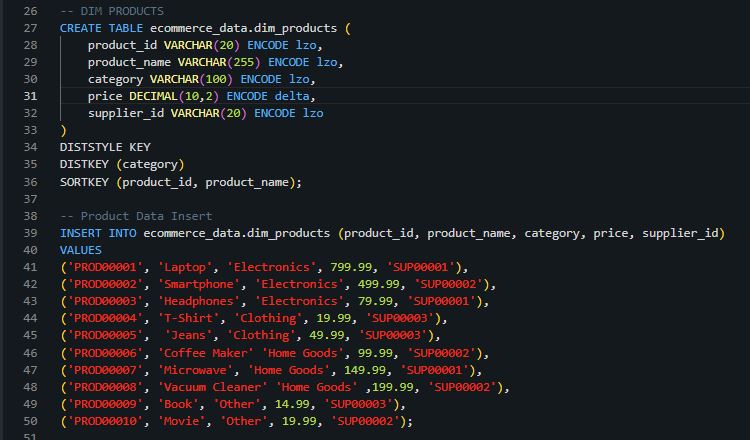 26 -- DIM PRODUCTS
27 CREATE TABLE ecommerce_data.dim_products (
28     product_id VARCHAR(20) ENCODE lzo,
29     product_name VARCHAR(255) ENCODE lzo,
30     category VARCHAR(100) ENCODE lzo,
31     price DECIMAL(10,2) ENCODE delta,
32     supplier_id VARCHAR(20) ENCODE lzo
33 )
34 DISTSTYLE KEY
35 DISTKEY (category)
36 SORTKEY (product_id, product_name);
37
38 -- Product Data Insert
39 INSERT INTO ecommerce_data.dim_products (product_id, product_name, category, price, supplier_id)
40 VALUES
41 ('PROD00001', 'Laptop', 'Electronics', 799.99, 'SUP00001'),
42 ('PROD00002', 'Smartphone', 'Electronics', 499.99, 'SUP00002'),
43 ('PROD00003', 'Headphones', 'Electronics', 79.99, 'SUP00001'),
44 ('PROD00004', 'T-Shirt', 'Clothing', 19.99, 'SUP00003'),
45 ('PROD00005',  'Jeans', 'Clothing', 49.99, 'SUP00003'),
46 ('PROD00006', 'Coffee Maker' 'Home Goods', 99.99, 'SUP00002'),
47 ('PROD00007', 'Microwave', 'Home Goods', 149.99, 'SUP00001'),
48 ('PROD00008', 'Vacuum Cleaner' 'Home Goods' ,199.99, 'SUP00002'),
49 ('PROD00009', 'Book', 'Other', 14.99, 'SUP00003'),
50 ('PROD00010', 'Movie', 'Other', 19.99, 'SUP00002');
51